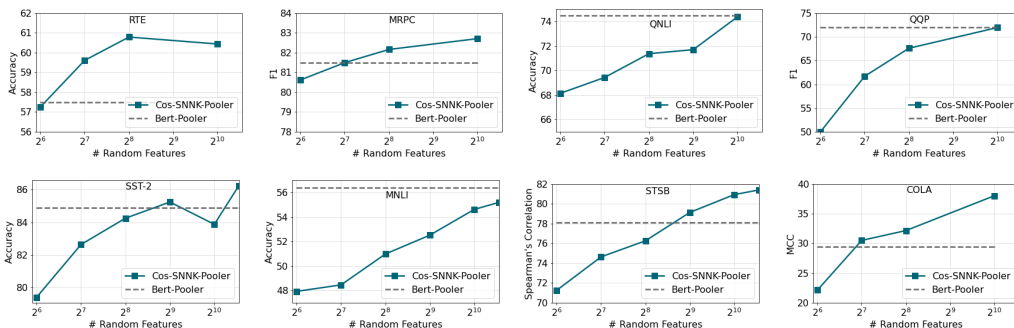 RTE
Accuracy
62
61
60
59
58
57
56
2^6
2^7
2^8
2^9
2^10
# Random Features
Cos-SNNK-Pooler
Bert-Pooler
MRPC
F1
84
83
82
81
80
79
78
2^6
2^7
2^8
2^9
2^10
# Random Features
Cos-SNNK-Pooler
Bert-Pooler
QNLI
Accuracy
74
72
70
68
66
2^6
2^7
2^8
2^9
2^10
# Random Features
Cos-SNNK-Pooler
Bert-Pooler
QQP
F1
75
70
65
60
55
50
2^6
2^7
2^8
2^9
2^10
# Random Features
Cos-SNNK-Pooler
Bert-Pooler
SST-2
Accuracy
86
84
82
80
2^6
2^7
2^8
2^9
2^10
# Random Features
Cos-SNNK-Pooler
Bert-Pooler
MNLI
Accuracy
56
54
52
50
48
2^6
2^7
2^8
2^9
2^10
# Random Features
Cos-SNNK-Pooler
Bert-Pooler
STSB
Spearman's Correlation
82
80
78
76
74
72
70
2^6
2^7
2^8
2^9
2^10
# Random Features
Cos-SNNK-Pooler
Bert-Pooler
COLA
MCC
40
35
30
25
20
2^6
2^7
2^8
2^9
2^10
# Random Features
Cos-SNNK-Pooler
Bert-Pooler